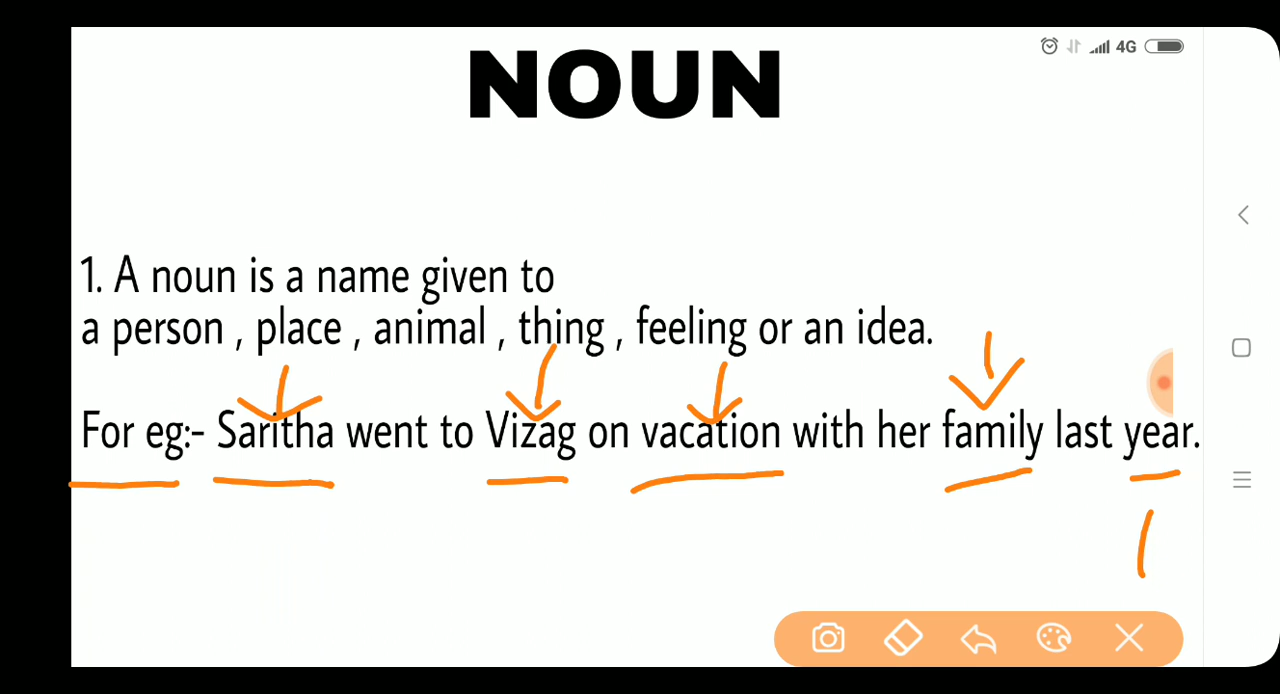 4G
NOUN
1. A noun is a name given to
a person , place , animal , thing , feeling or an idea.
For eg:- Saritha went to Vizag on vacation with her family last year.